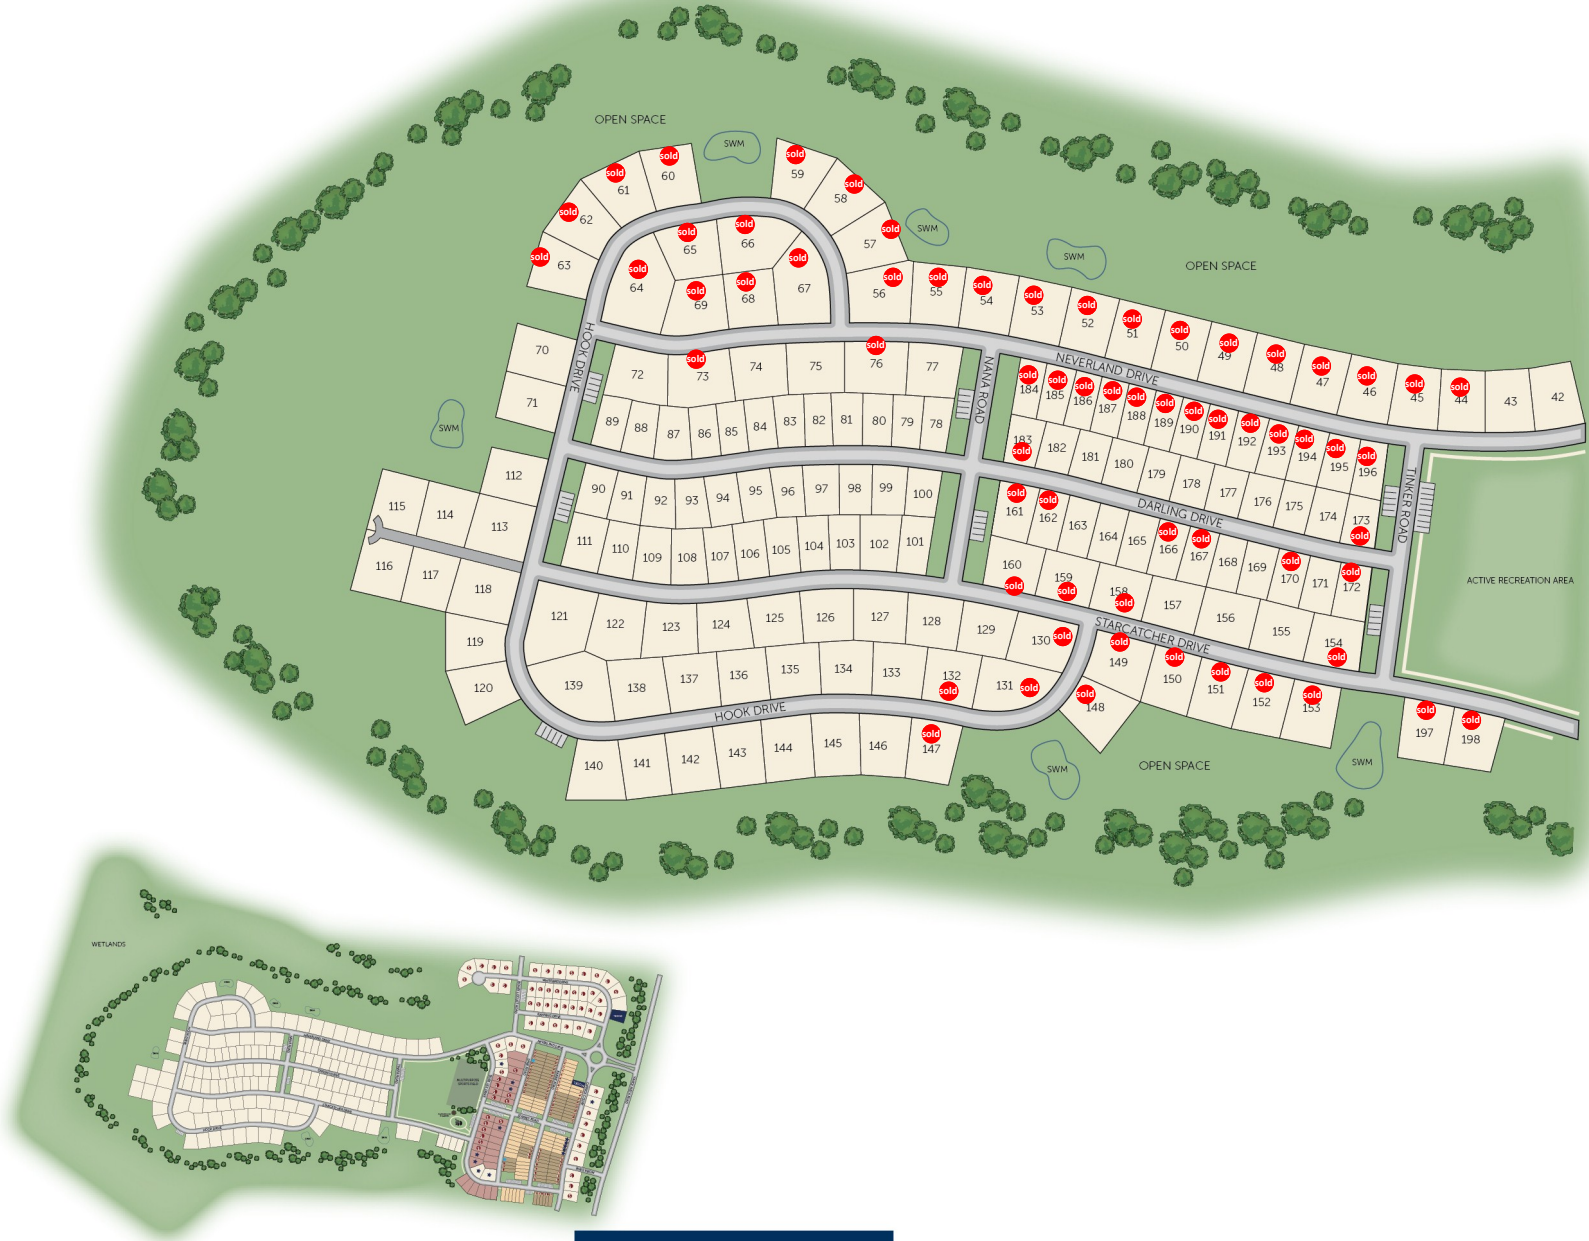 OPEN SPACE
SWM
sold 60
sold 59
sold 61
sold 58
sold 62
sold 57
SWM
sold 63
sold 65
sold 66
sold 64
sold 67
sold 69
sold 68
SWM
OPEN SPACE
sold 56
sold 55
sold 54
sold 53
sold 52
sold 51
sold 50
sold 49
sold 48
sold 47
sold 46
sold 45
sold 44
43
42
HOOK DRIVE
NEVERLAND DRIVE
NANA ROAD
70
71
SWM
72
sold 73
74
75
sold 76
77
89
88
87
86
85
84
83
82
81
80
79
78
sold 184
sold 185
sold 186
sold 187
sold 188
sold 189
sold 190
sold 191
sold 192
sold 193
sold 194
sold 195
sold 196
183 sold
182
181
180
179
178
177
176
175
174
173 sold
DARLING DRIVE
TINKER ROAD
ACTIVE RECREATION AREA
112
115
114
113
116
117
118
119
120
90
91
92
93
94
95
96
97
98
99
100
111
110
109
108
107
106
105
104
103
102
101
sold 161
sold 162
163
164
165
sold 166
sold 167
168
169
sold 170
171
sold 172
160 sold
159 sold
158 sold
157
156
155
154 sold
STARCATCHER DRIVE
121
122
123
124
125
126
127
128
129
130 sold
139
138
137
136
135
134
133
132 sold
131 sold
HOOK DRIVE
sold 149
sold 150
sold 151
sold 152
sold 153
sold 148
sold 197
sold 198
140
141
142
143
144
145
146
sold 147
SWM
OPEN SPACE
SWM
WETLANDS